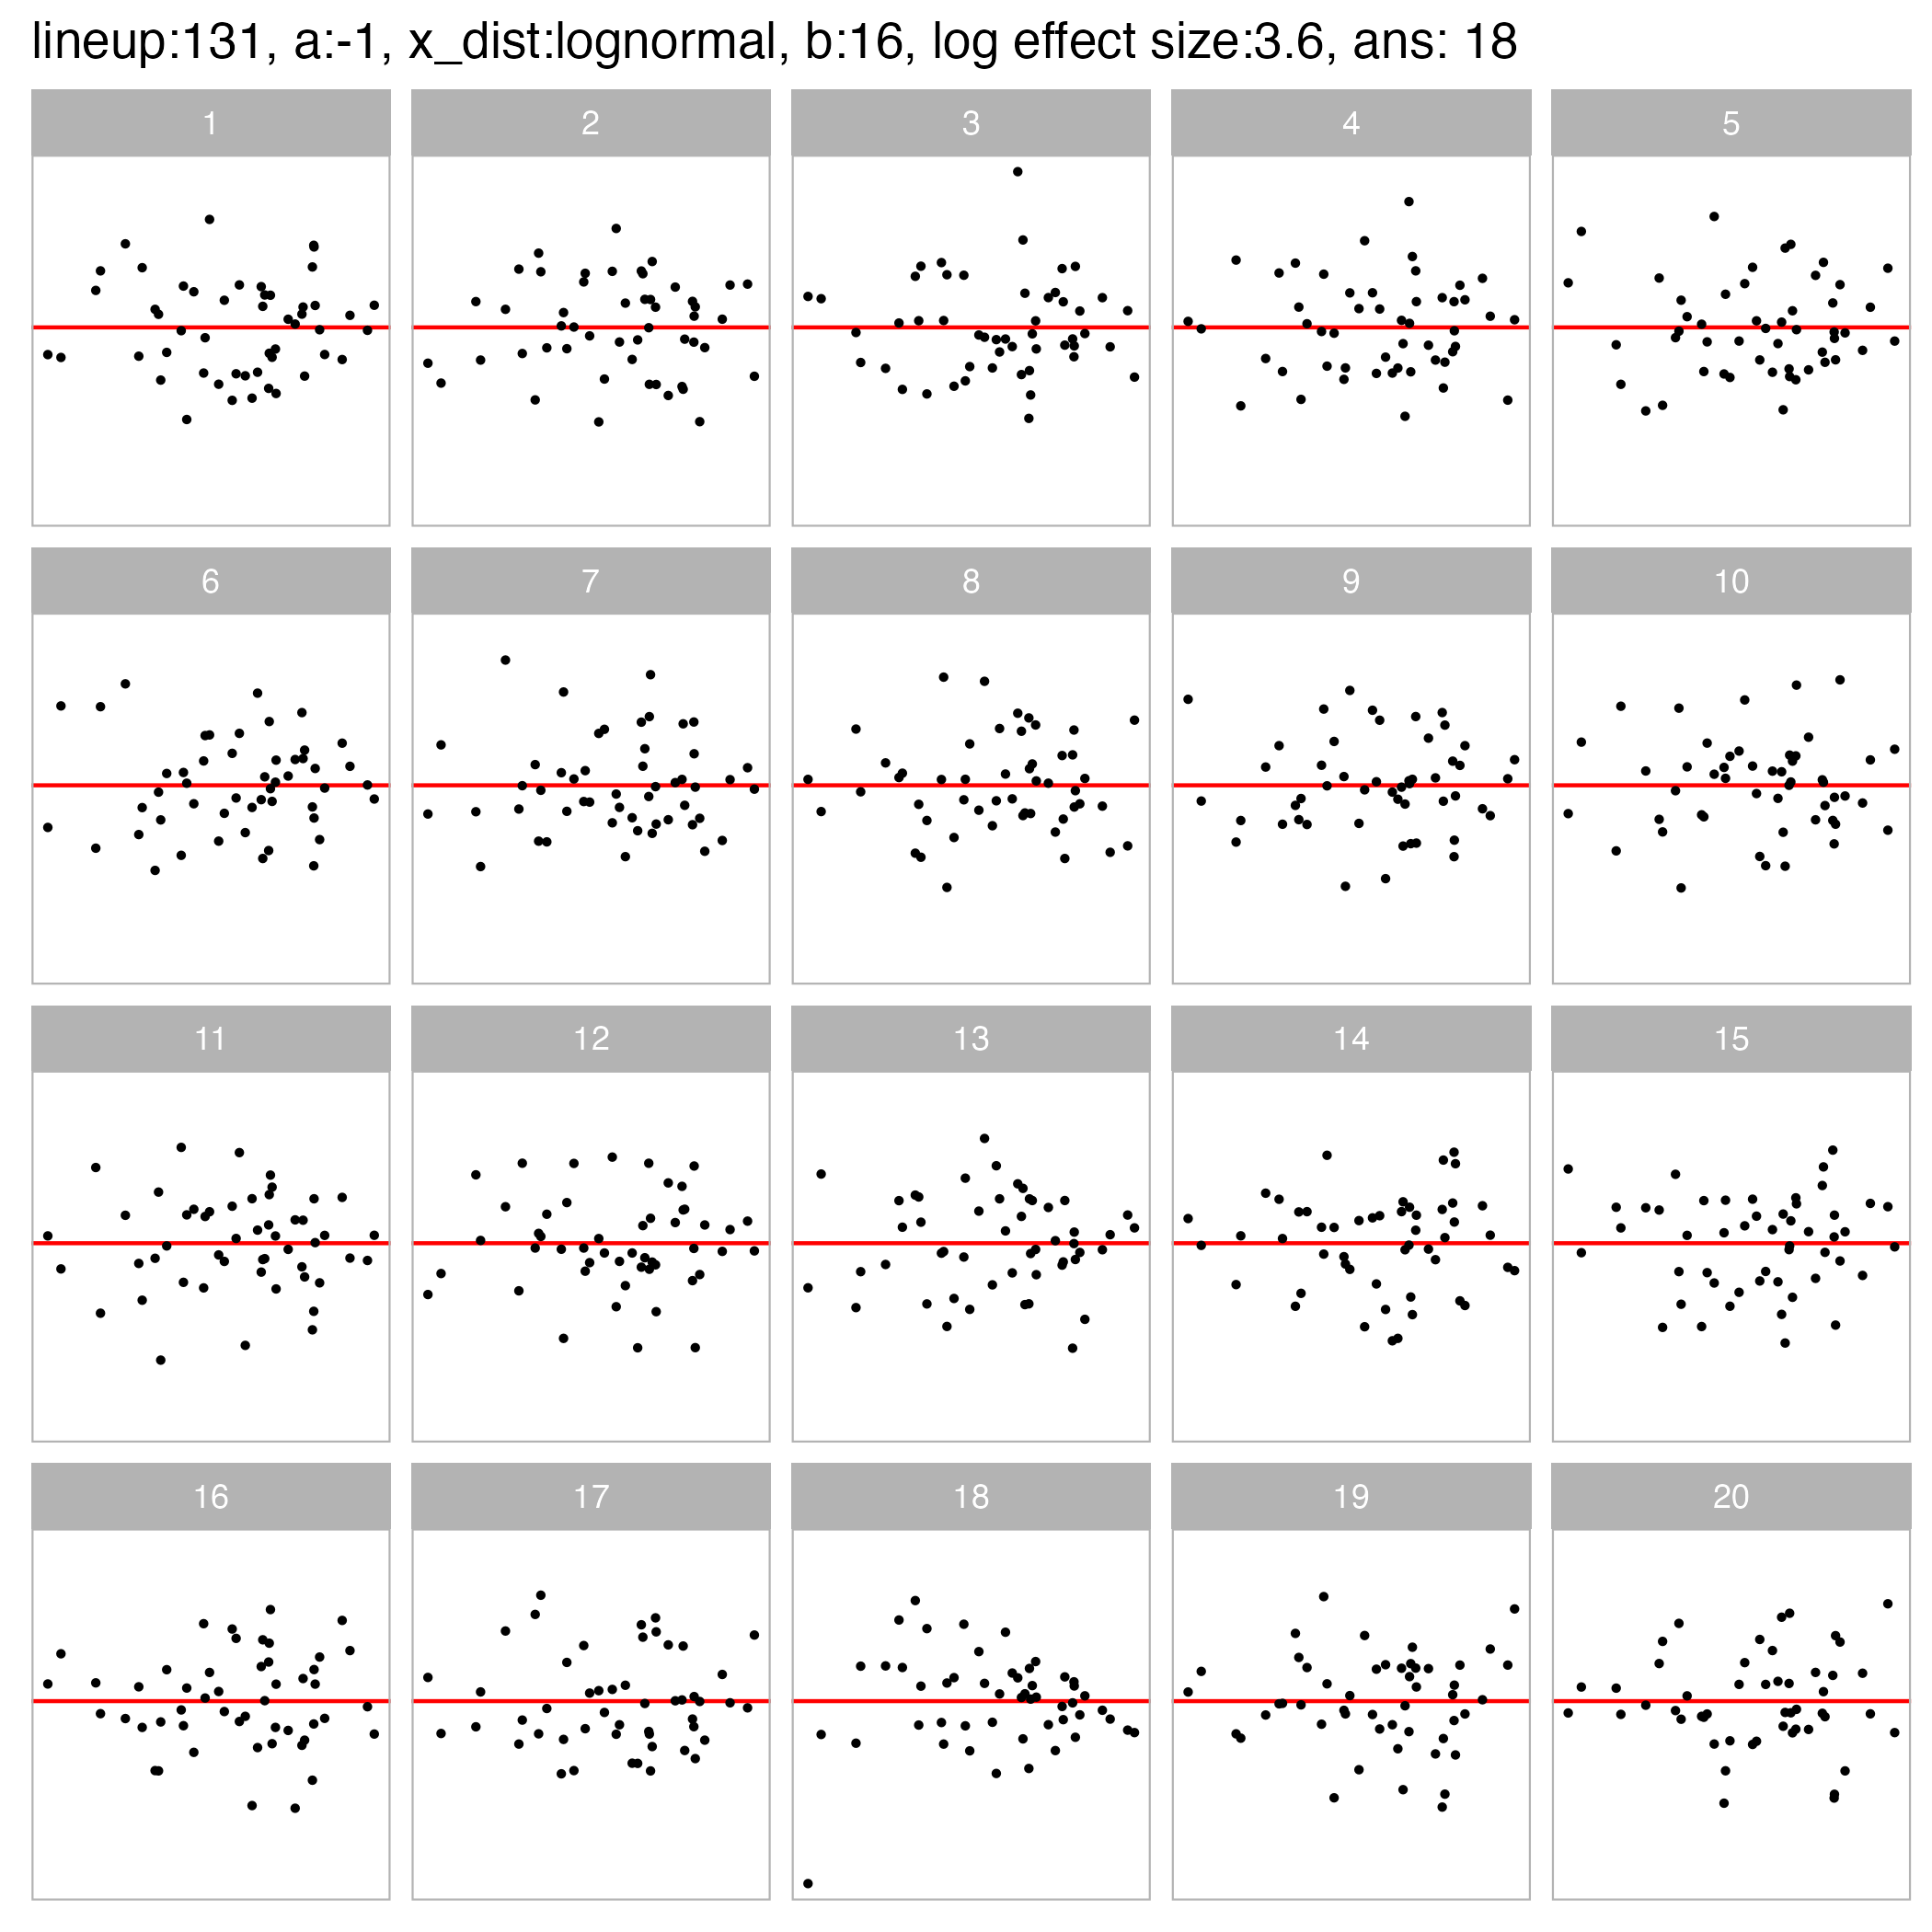 lineup:131, a:-1, x_dist:lognormal, b:16, log effect size:3.6, ans: 18
1 2 3 4 5
6 7 8 9 10
11 12 13 14 15
16 17 18 19 20